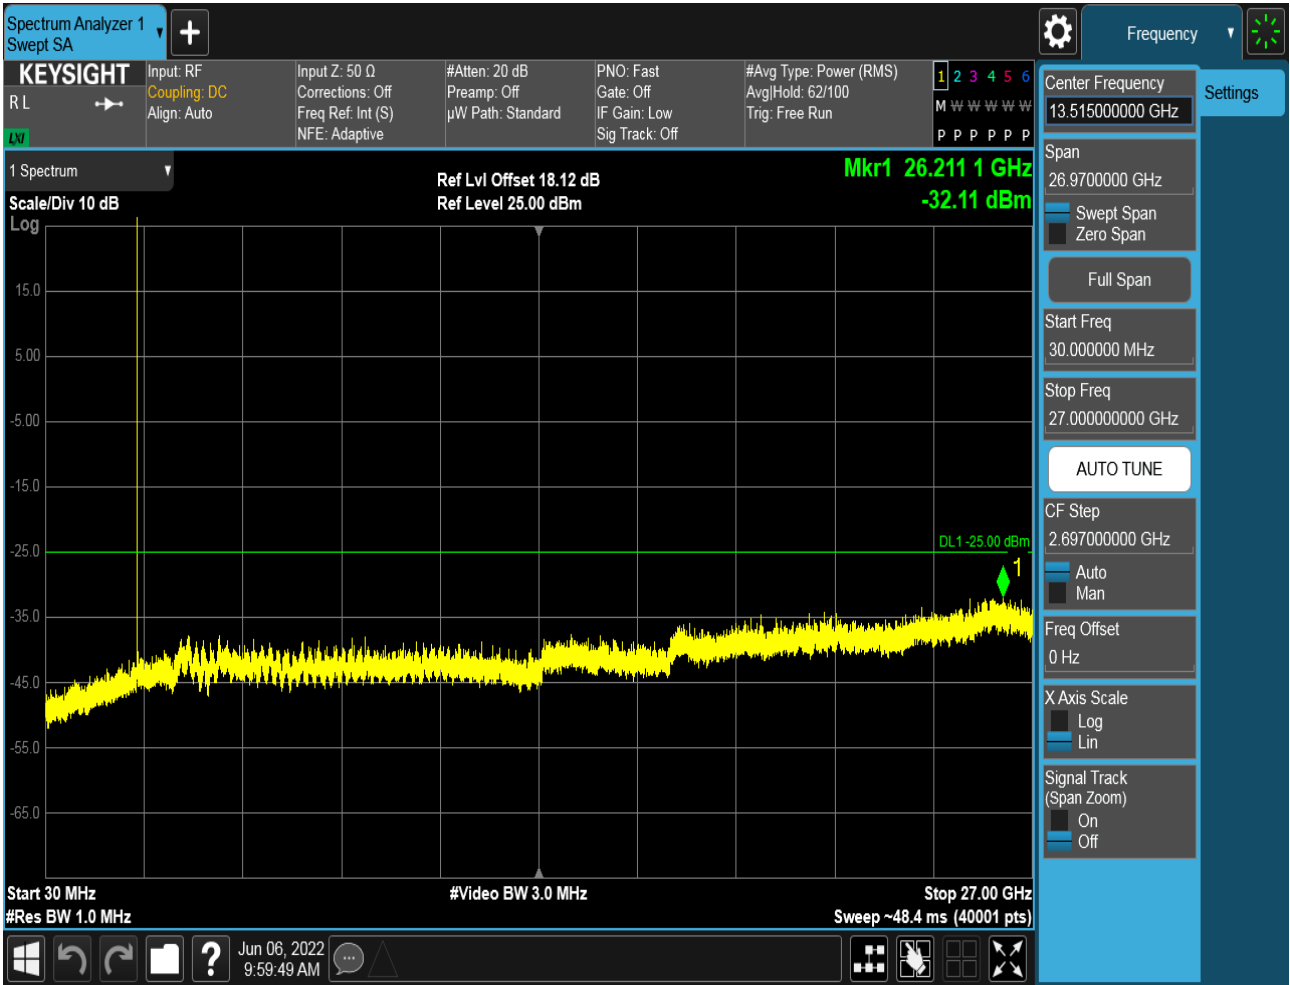 Spectrum Analyzer 1
Swept SA
+
Frequency
KEYSIGHT
R L
LXI
Input: RF
Coupling: DC
Align: Auto
Input Z: 50 Ω
Corrections: Off
Freq Ref: Int (S)
NFE: Adaptive
#Atten: 20 dB
Preamp: Off
µW Path: Standard
PNO: Fast
Gate: Off
IF Gain: Low
Sig Track: Off
#Avg Type: Power (RMS)
Avg|Hold: 62/100
Trig: Free Run
1 2 3 4 5 6
M W W W W W
P P P P P P
1 Spectrum
Scale/Div 10 dB
Log
Ref Lvl Offset 18.12 dB
Ref Level 25.00 dBm
Mkr1 26.211 1 GHz
-32.11 dBm
15.0
5.00
-5.00
-15.0
-25.0
-35.0
-45.0
-55.0
-65.0
DL1 -25.00 dBm
1
Start 30 MHz
#Res BW 1.0 MHz
#Video BW 3.0 MHz
Stop 27.00 GHz
Sweep ~48.4 ms (40001 pts)
Center Frequency
13.515000000 GHz
Settings
Span
26.9700000 GHz
Swept Span
Zero Span
Full Span
Start Freq
30.000000 MHz
Stop Freq
27.000000000 GHz
AUTO TUNE
CF Step
2.697000000 GHz
Auto
Man
Freq Offset
0 Hz
X Axis Scale
Log
Lin
Signal Track
(Span Zoom)
On
Off
?
Jun 06, 2022
9:59:49 AM